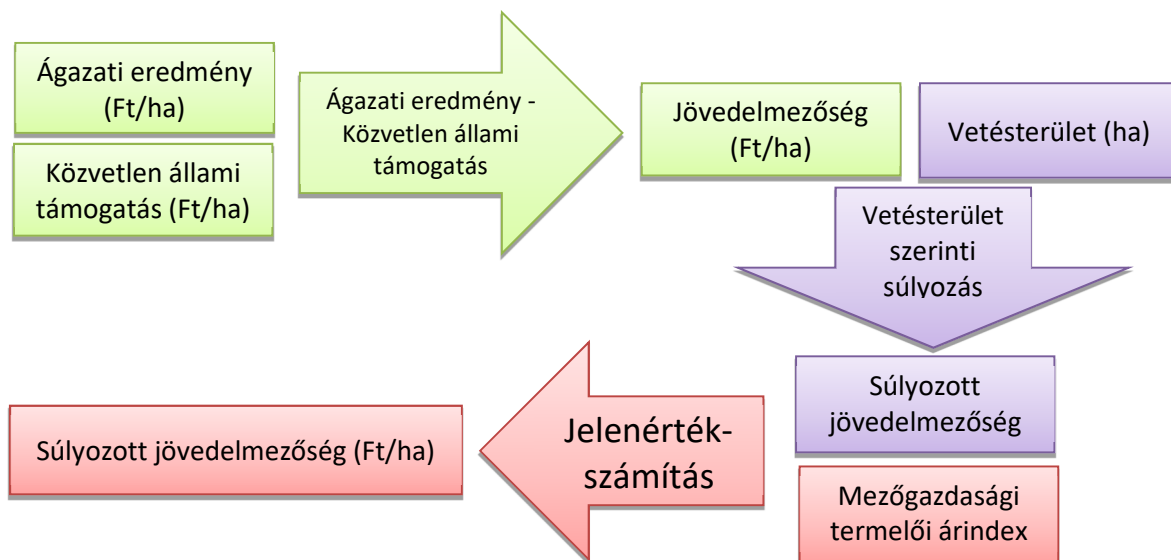 Ágazati eredmény
(Ft/ha)
Közvetlen állami
támogatás (Ft/ha)
Ágazati eredmény -
Közvetlen állami
támogatás
Jövedelmezőség
(Ft/ha)
Vetésterület (ha)
Vetésterület
szerinti
súlyozás
Súlyozott
jövedelmezőség
Mezőgazdasági
termelői árindex
Jelenérték-
számítás
Súlyozott jövedelmezőség (Ft/ha)